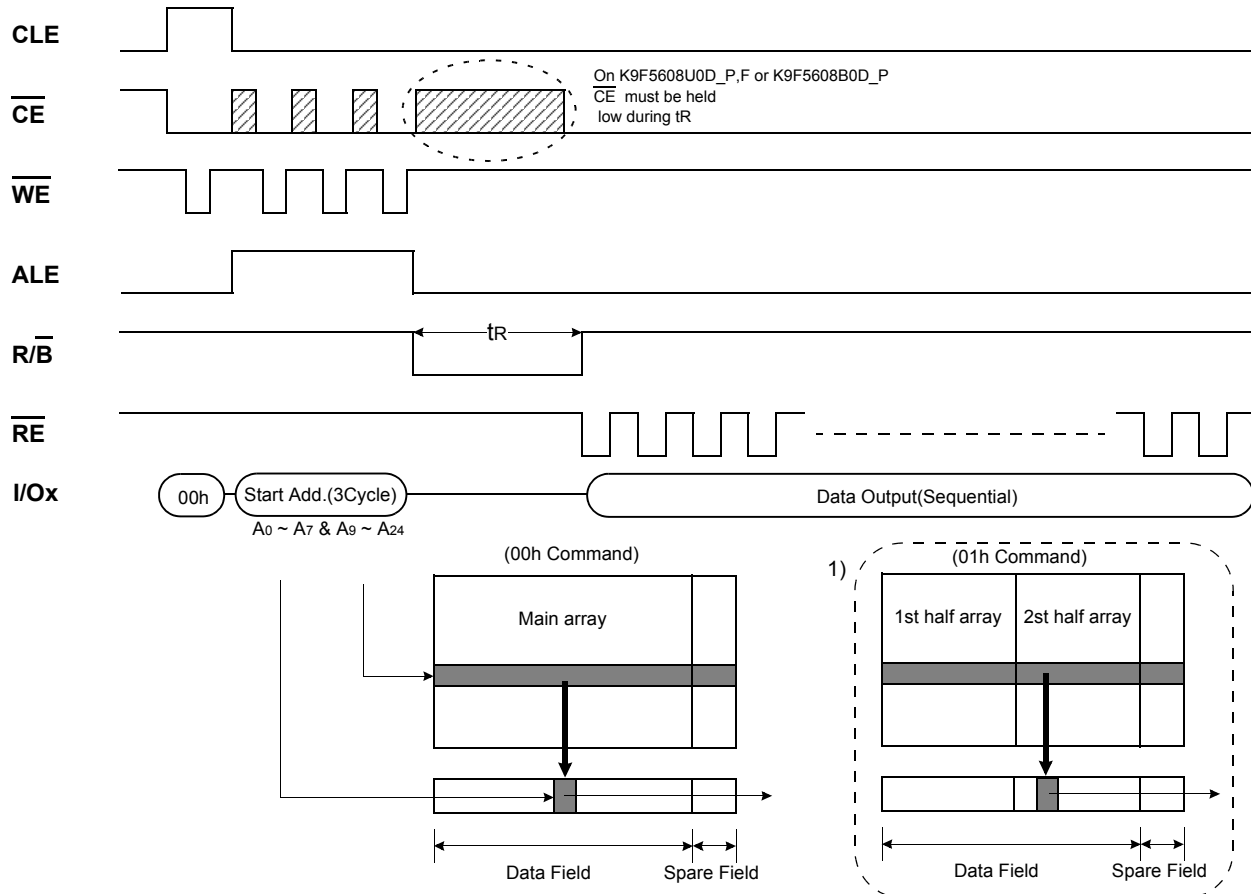 CLE
On K9F5608U0D_P,F or K9F5608B0D_P
CE must be held
low during tR
CE
WE
ALE
tR
R/B
RE
I/Ox
00h
Start Add.(3Cycle)
Data Output(Sequential)
A0 ~ A7 & A9 ~ A24
(00h Command)
Main array
Data Field
Spare Field
1)
(01h Command)
1st half array
2st half array
Data Field
Spare Field